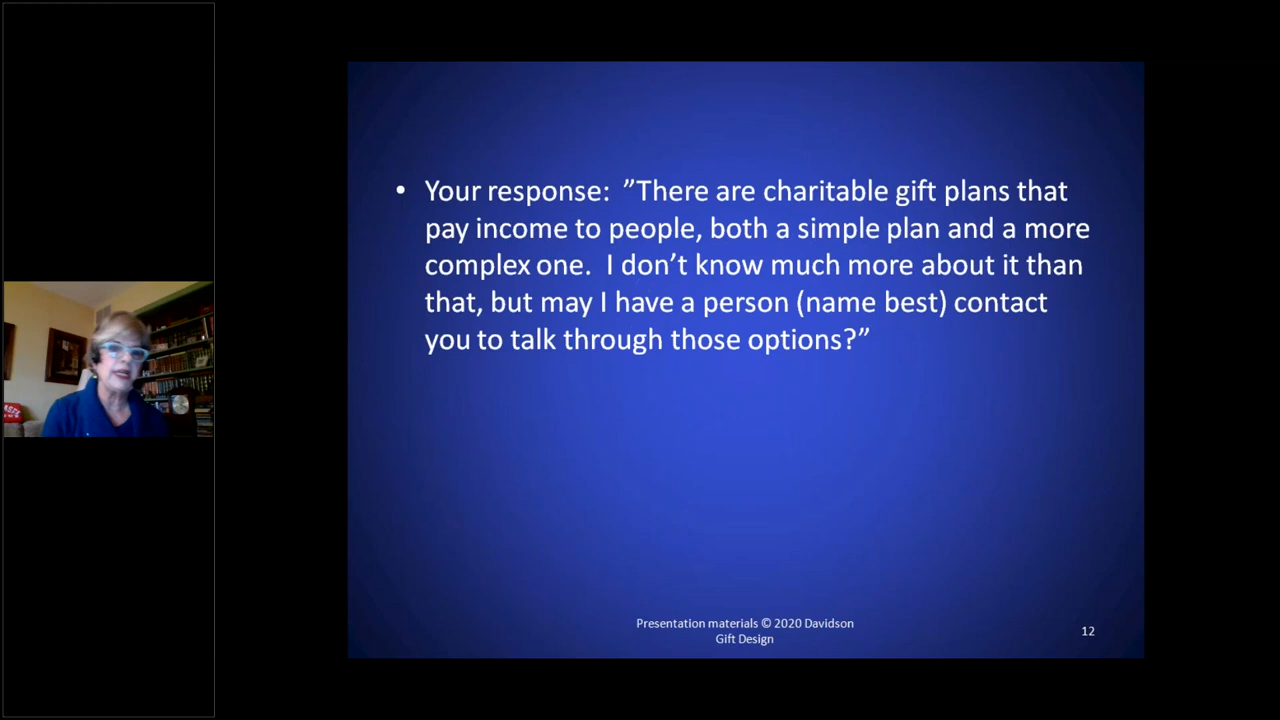 • Your response:  ”There are charitable gift plans that
pay income to people, both a simple plan and a more
complex one.  I don’t know much more about it than
that, but may I have a person (name best) contact
you to talk through those options?”
Presentation materials © 2020 Davidson
Gift Design
12